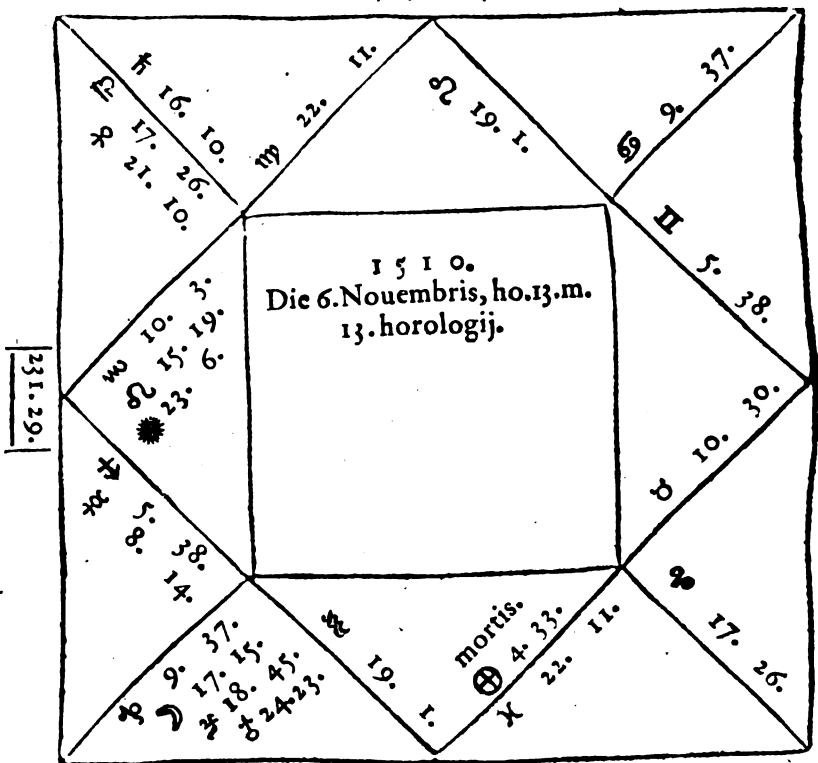 1510.
Die 6. Nouembris, ho. 13. m.
13. horologij.
♌ 19. 1.
♍ 22. 11.
♄ 16. 10.
♎ 17. 26.
21. 10.
10. 3.
15. 19.
☀ 23. 6.
231. 29.
♐ 5. 38.
8. 14.
♑ 9. 37.
☽ 17. 15.
18. 45.
24. 23.
♒ 19. 1.
mortis.
⊕ 4. 33.
♓ 22. 11.
17. 26.
♉ 10. 30.
♊ 5. 38.
♋ 9. 37.